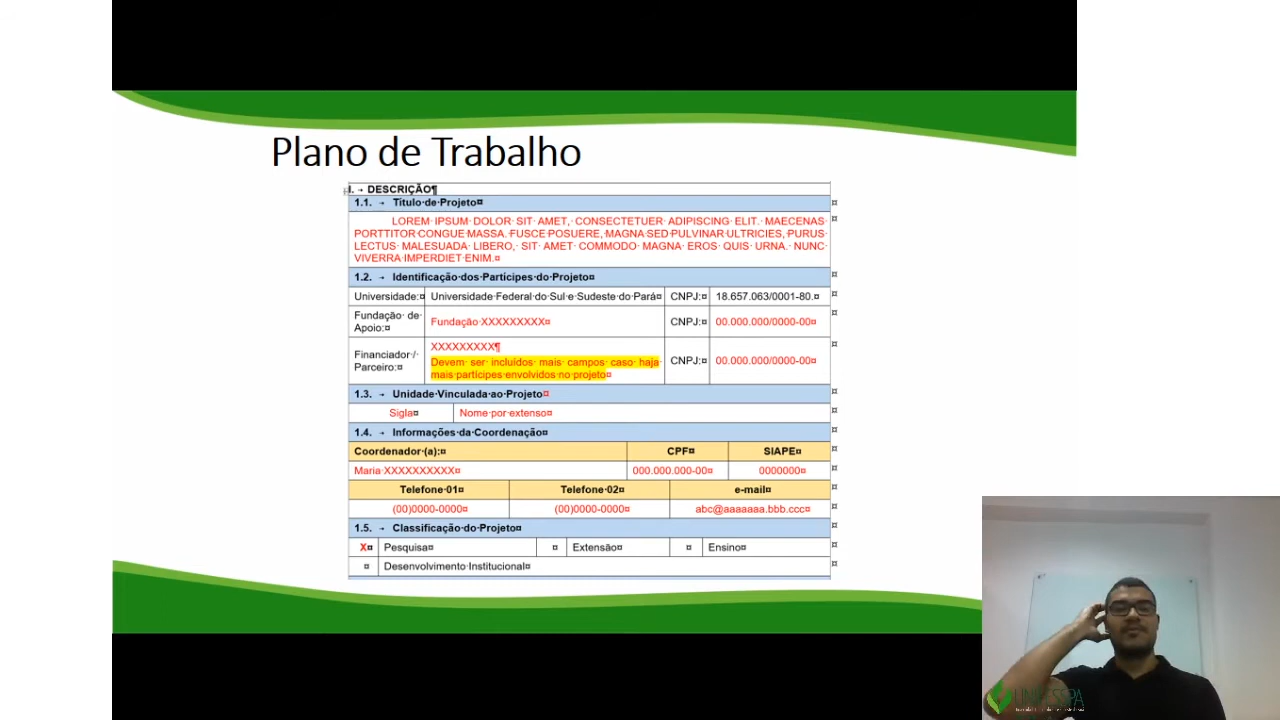 Plano de Trabalho
I. → DESCRIÇÃO¶
1.1. → Título·de·Projeto¤
LOREM· IPSUM· DOLOR· SIT· AMET,· CONSECTETUER· ADIPISCING· ELIT.· MAECENAS·
PORTTITOR· CONGUE· MASSA.· FUSCE· POSUERE,· MAGNA· SED· PULVINAR· ULTRICIES,· PURUS·
LECTUS· MALESUADA· LIBERO,· SIT· AMET· COMMODO· MAGNA· EROS· QUIS· URNA.· NUNC·
VIVERRA·IMPERDIET·ENIM.¤
1.2. → Identificação·dos·Partícipes·do·Projeto¤
Universidade:¤ Universidade·Federal·do·Sul·e·Sudeste·do·Pará¤ CNPJ:¤ 18.657.063/0001-80.¤
Fundação· de·
Apoio:¤ Fundação·XXXXXXXXX¤ CNPJ:¤ 00.000.000/0000-00¤
Financiador·/·
Parceiro:¤ XXXXXXXXX¶
Devem· ser· incluídos· mais· campos· caso· haja·
mais·partícipes·envolvidos·no·projeto¤ CNPJ:¤ 00.000.000/0000-00¤
1.3. → Unidade·Vinculada·ao·Projeto¤
Sigla¤ Nome·por·extenso¤
1.4. → Informações·da·Coordenação¤
Coordenador·(a):¤ CPF¤ SIAPE¤
Maria·XXXXXXXXXX¤ 000.000.000-00¤ 0000000¤
Telefone·01¤ Telefone·02¤ e-mail¤
(00)0000-0000¤ (00)0000-0000¤ abc@aaaaaaa.bbb.ccc¤
1.5. → Classificação·do·Projeto¤
X¤ Pesquisa¤ ¤ Extensão¤ ¤ Ensino¤
¤ Desenvolvimento·Institucional¤
UNIFESSPA